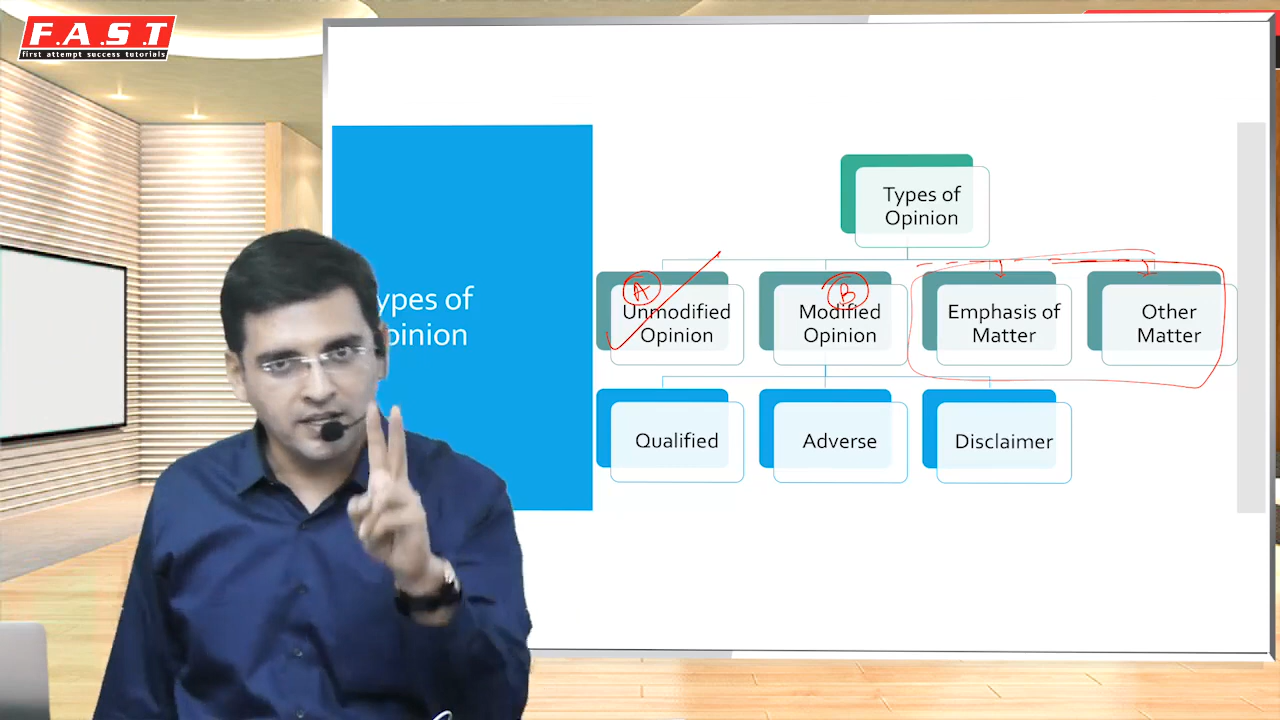 F.A.S.T
first attempt success tutorials
ypes of
pinion
Types of
Opinion
A
Unmodified
Opinion
B
Modified
Opinion
Emphasis of
Matter
Other
Matter
Qualified
Adverse
Disclaimer